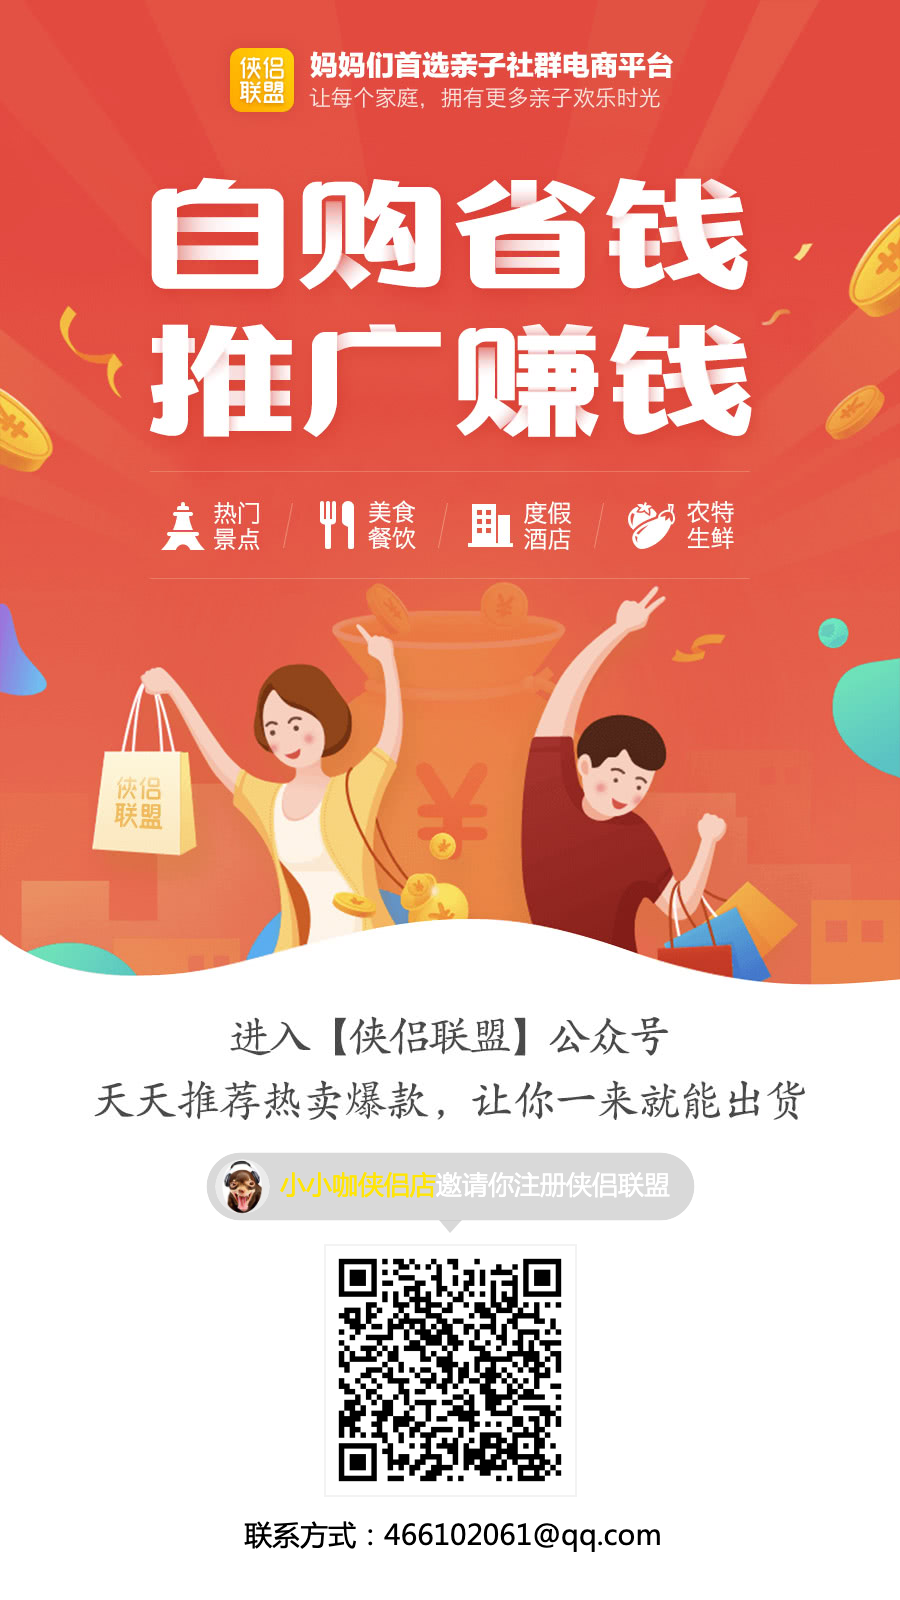 侠侣
联盟
妈妈们首选亲子社群电商平台
让每个家庭，拥有更多亲子欢乐时光
自购省钱
推广赚钱
热门
景点
美食
餐饮
度假
酒店
农特
生鲜
侠侣
联盟
进入【侠侣联盟】公众号
天天推荐热卖爆款，让你一来就能出货
小小咖侠侣店邀请你注册侠侣联盟
联系方式：466102061@qq.com